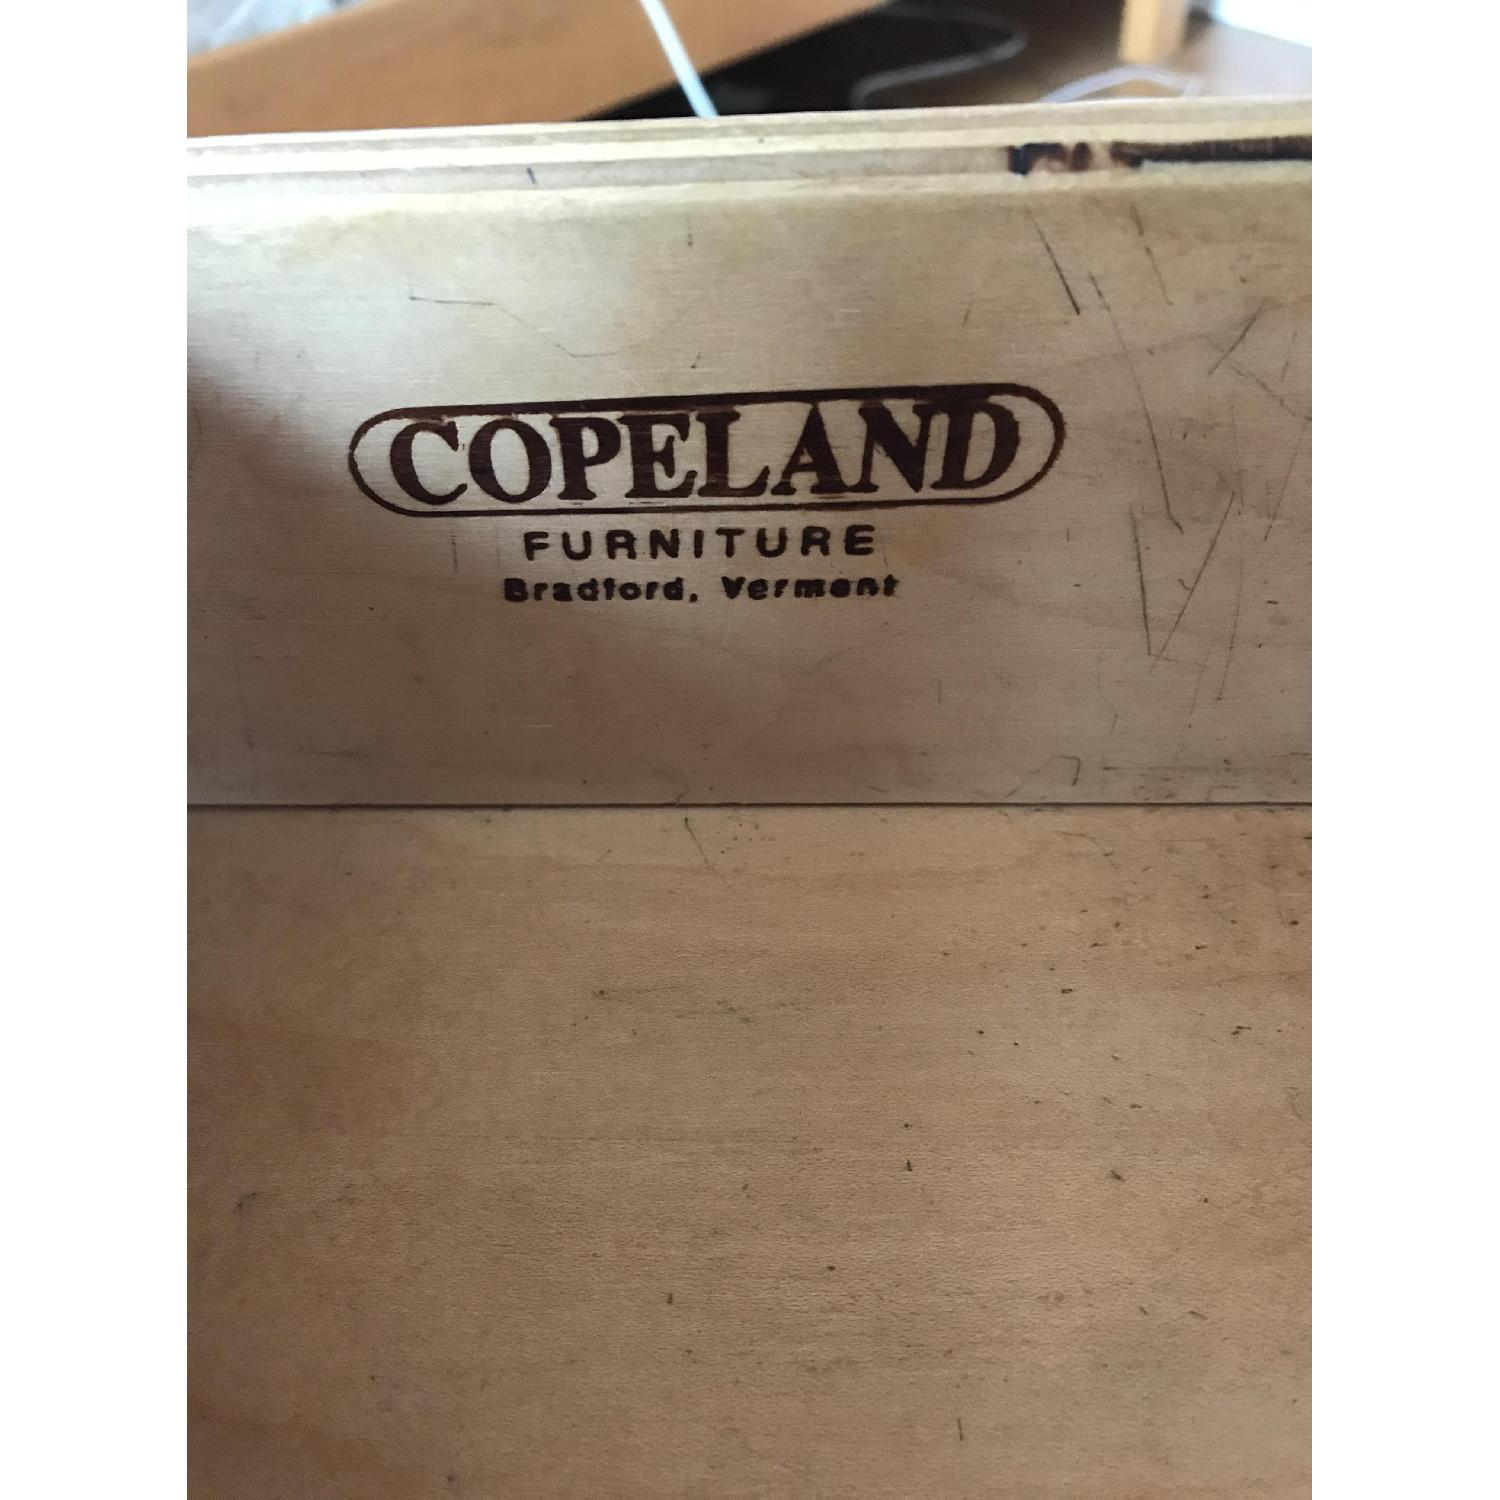 COPELAND
FURNITURE
Bradford, Vermont